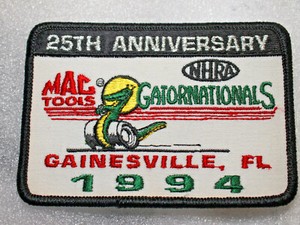 25TH ANNIVERSARY
NHRA
MAC
TOOLS
GATORNATIONALS
GAINESVILLE, FL
1994